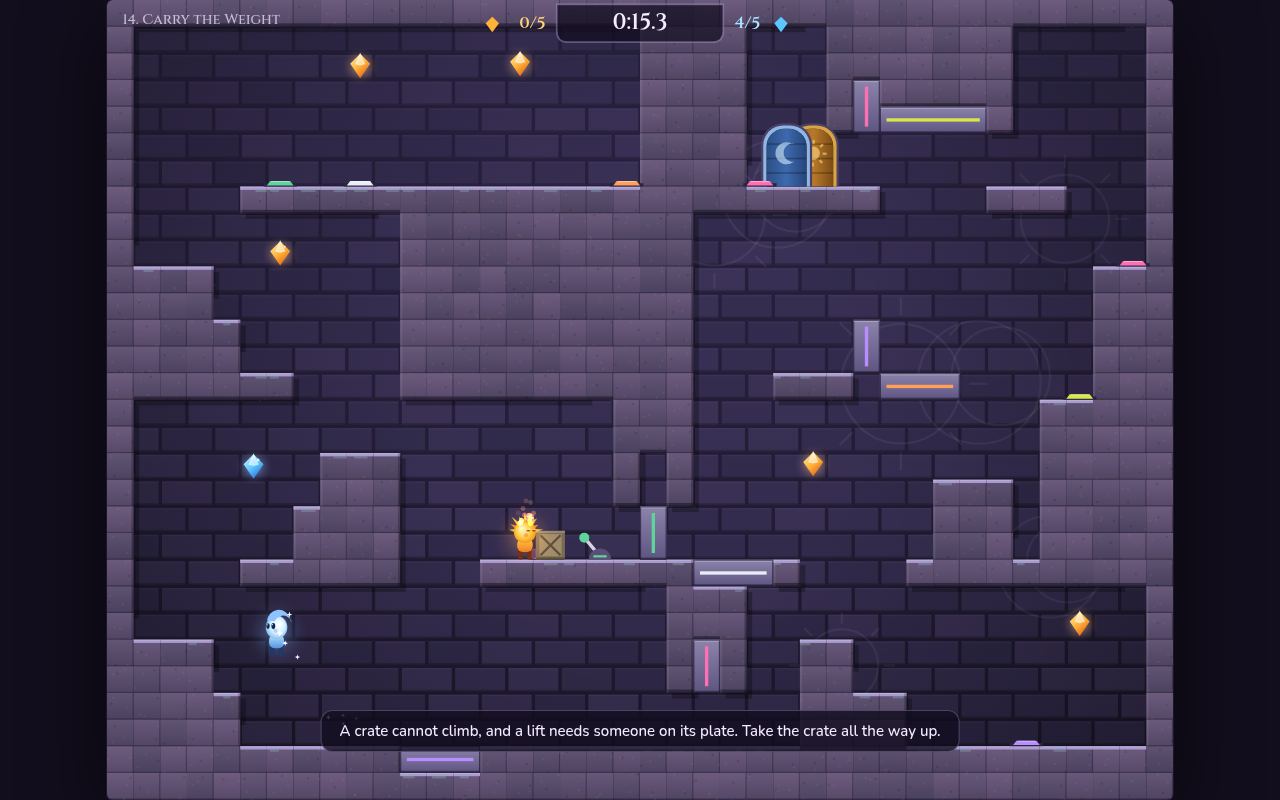 14. Carry the Weight
0/5
0:15.3
4/5
A crate cannot climb, and a lift needs someone on its plate. Take the crate all the way up.